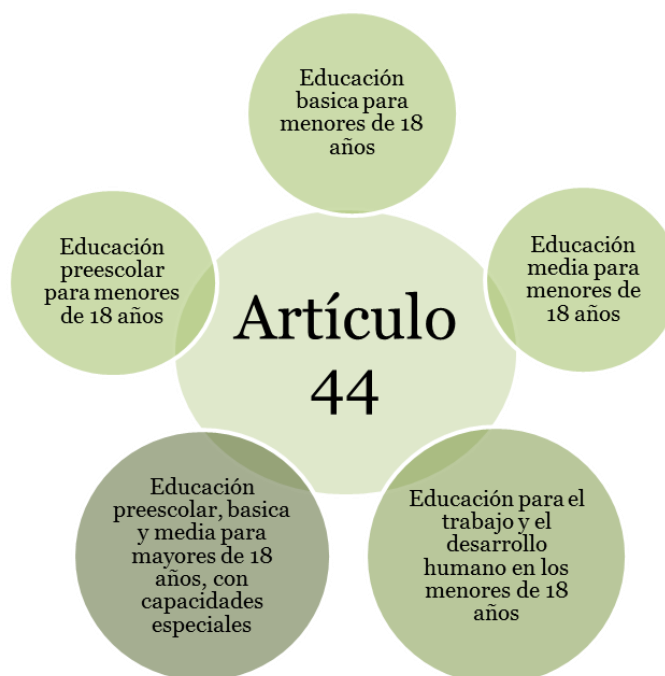 Educación
basica para
menores de 18
años
Educación
preescolar
para menores
de 18 años
Artículo
44
Educación
media para
menores de
18 años
Educación
preescolar, basica
y media para
mayores de 18
años, con
capacidades
especiales
Educación para el
trabajo y el
desarrollo
humano en los
menores de 18
años